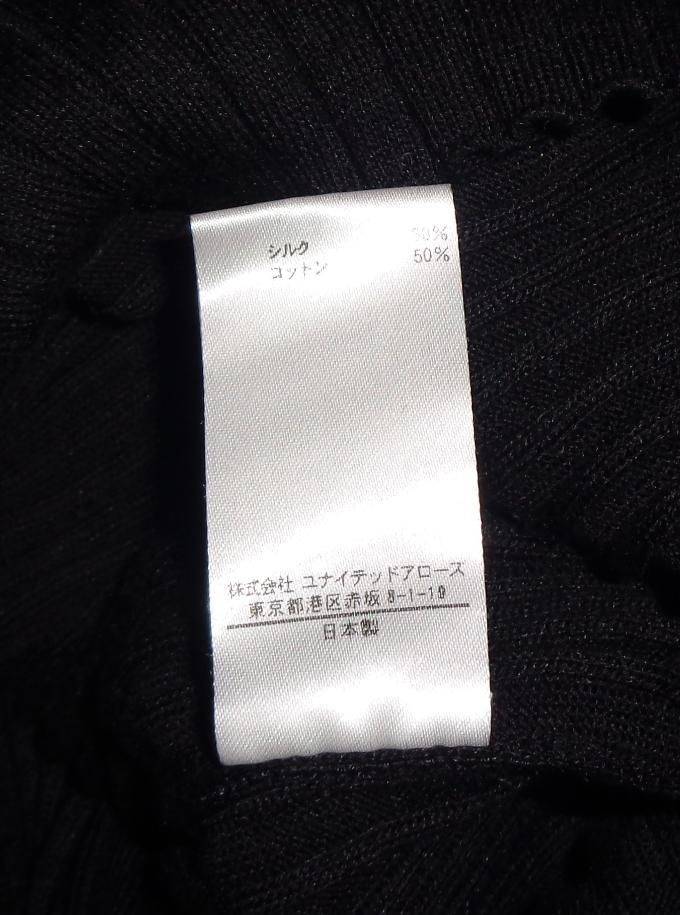 シルク 50%
コットン 50%
株式会社 ユナイテッドアローズ
東京都港区赤坂 8-1-19
日本製